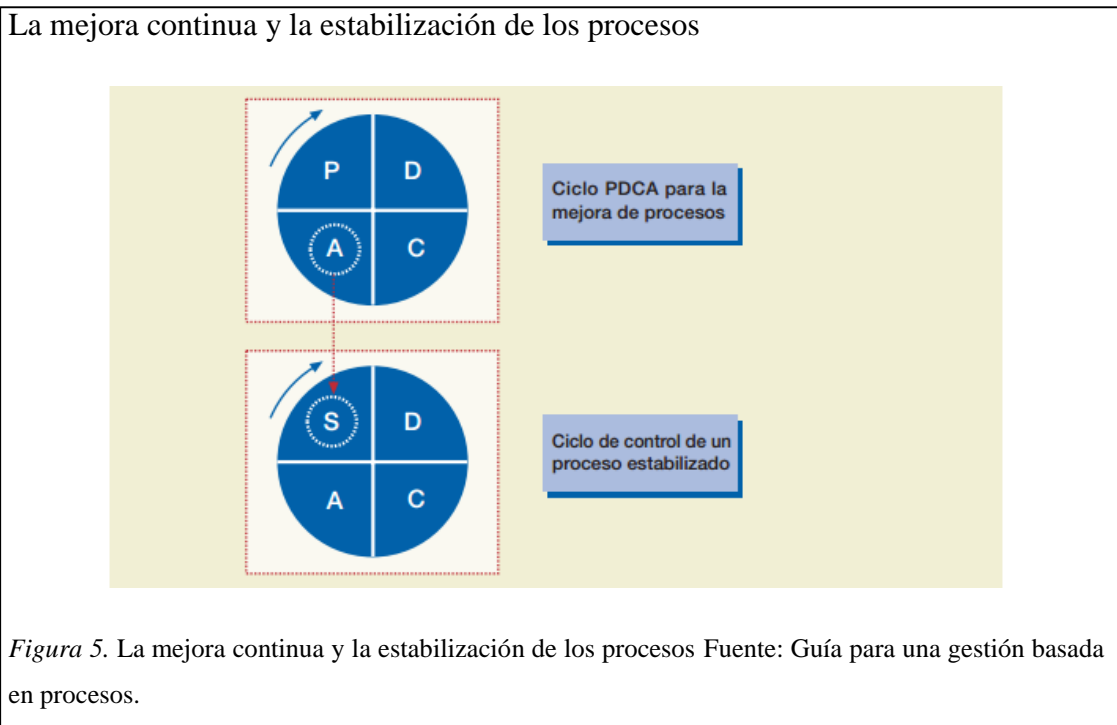 La mejora continua y la estabilización de los procesos
P
D
A
C
Ciclo PDCA para la
mejora de procesos
S
D
A
C
Ciclo de control de un
proceso estabilizado
Figura 5. La mejora continua y la estabilización de los procesos Fuente: Guía para una gestión basada
en procesos.